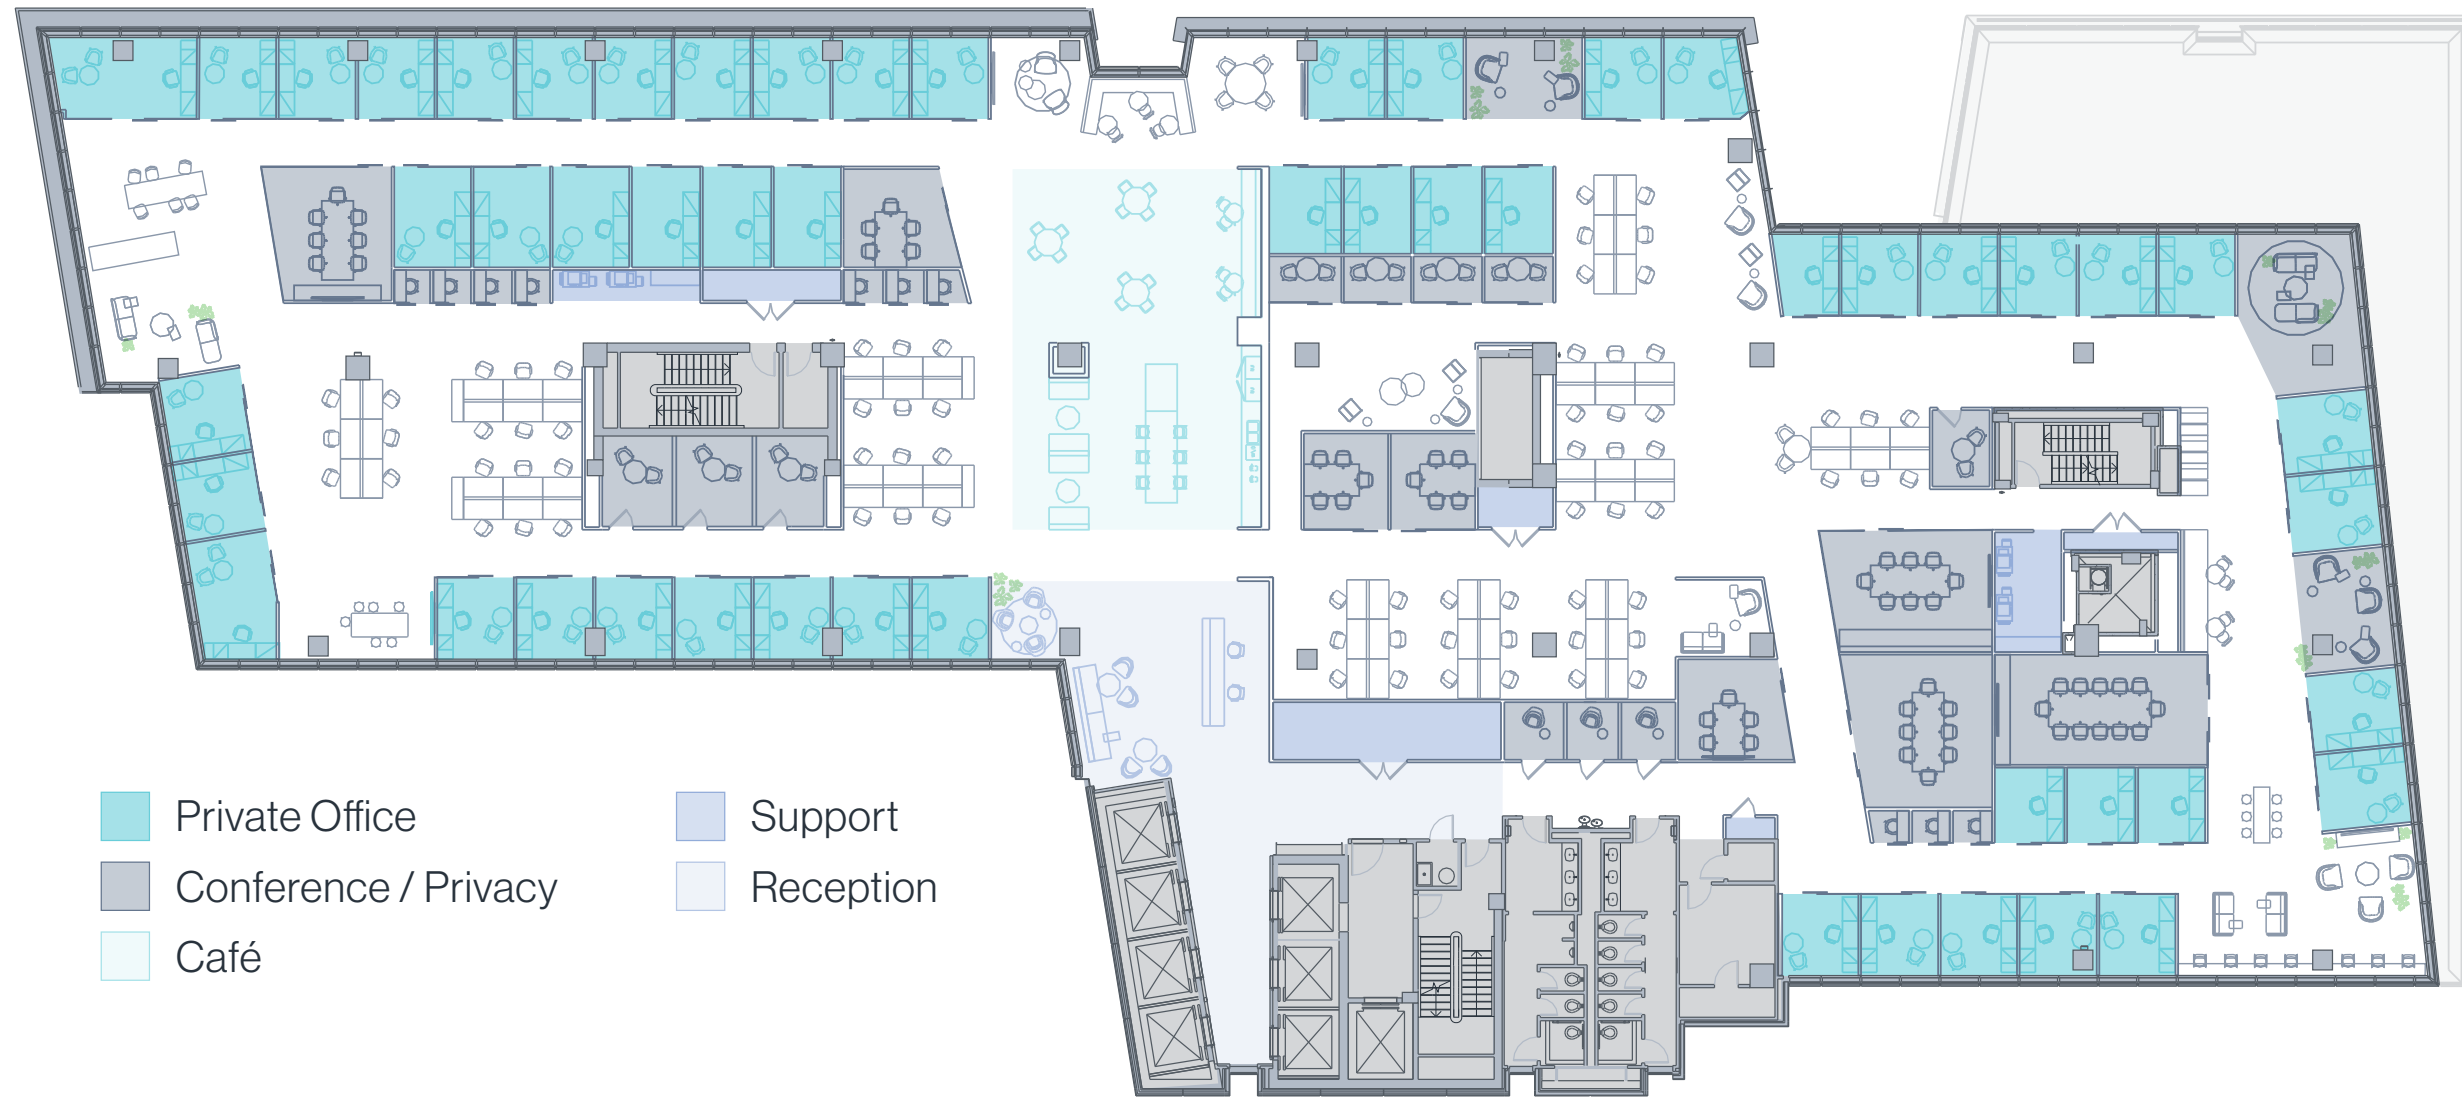 Private Office
Conference / Privacy
Café
Support
Reception